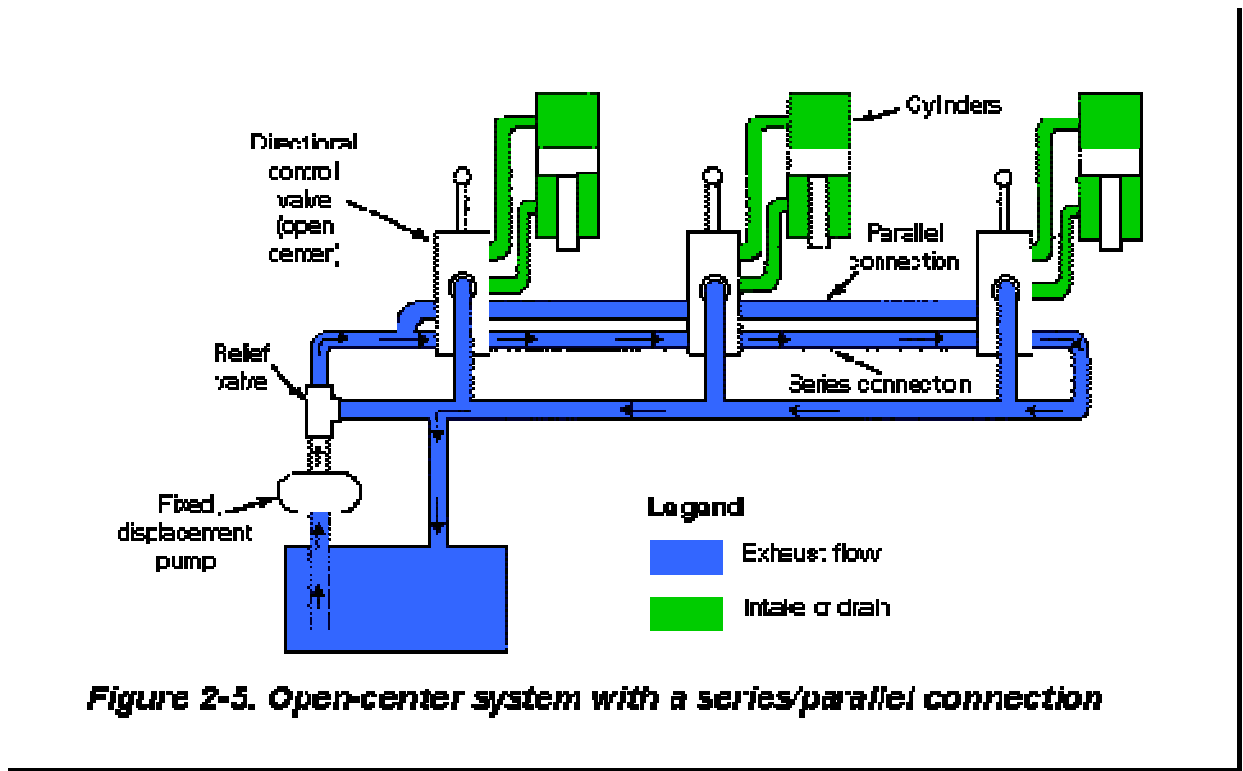 Cylinders
Directional
control
valve
(open
center)
Parallel
connection
Relief
valve
Series connection
Fixed
displacement
pump
Legend
Exhaust flow
Intake or drain
Figure 2-5. Open-center system with a series/parallel connection